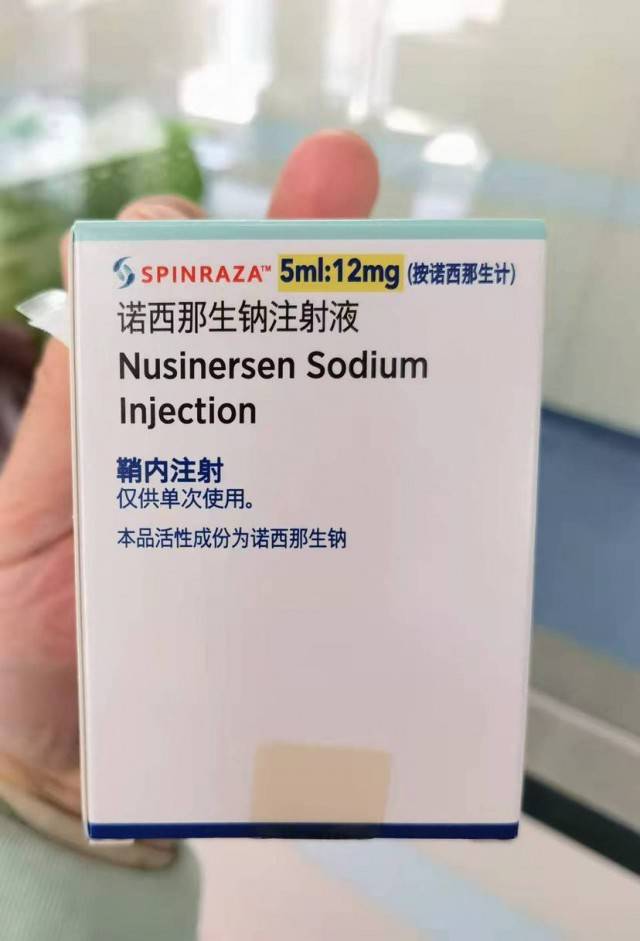 SPINRAZA™ 5ml:12mg (按诺西那生计)
诺西那生钠注射液
Nusinersen Sodium
Injection
鞘内注射
仅供单次使用。
本品活性成份为诺西那生钠